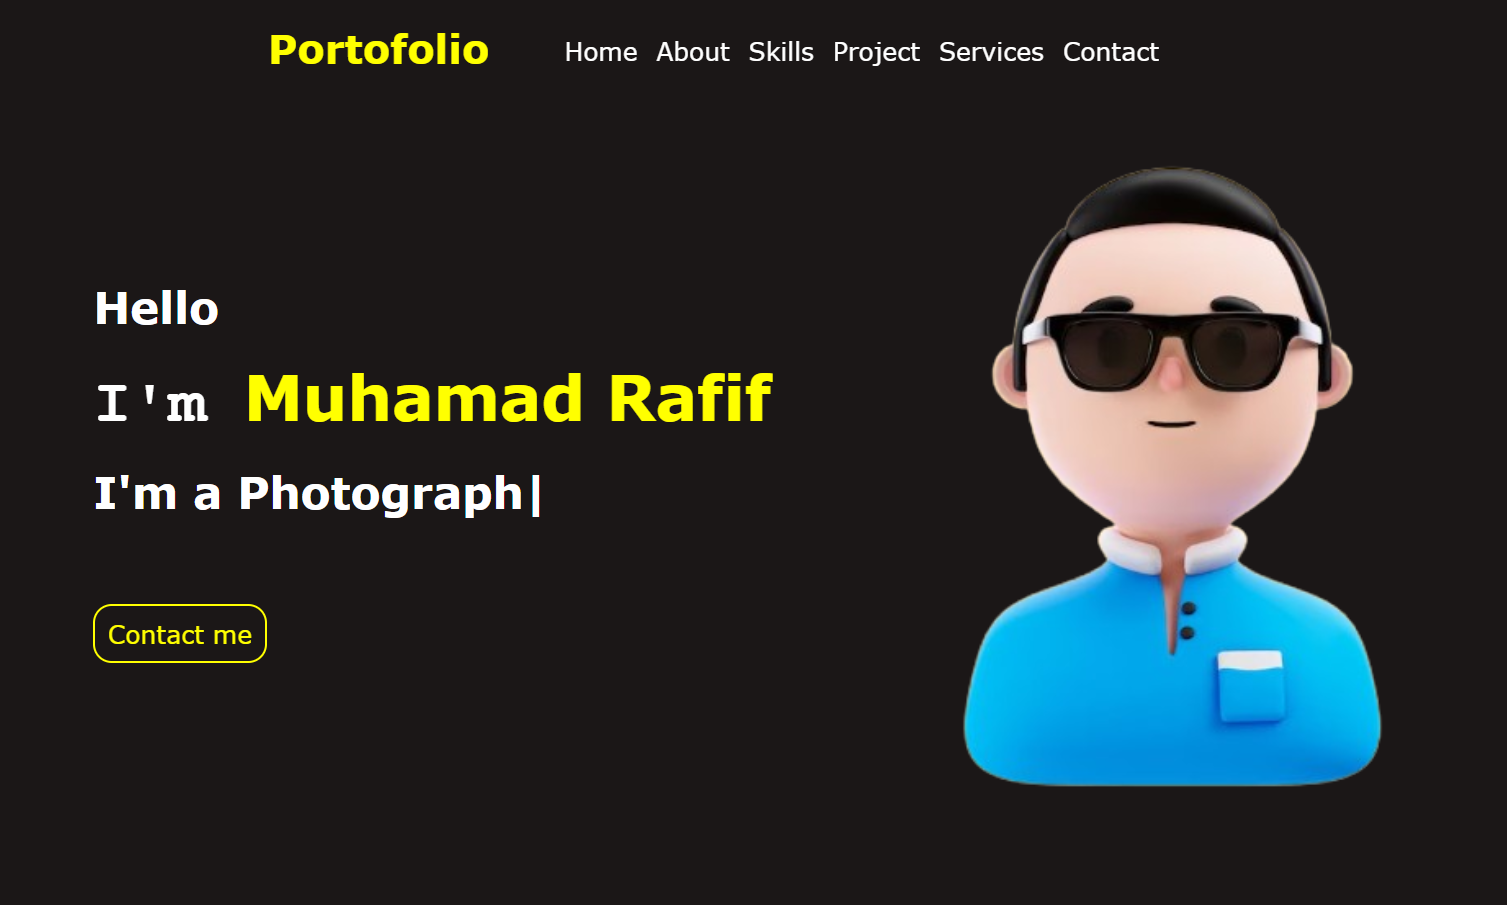 Portofolio Home About Skills Project Services Contact
Hello
I'm Muhamad Rafif
I'm a Photograph|
Contact me